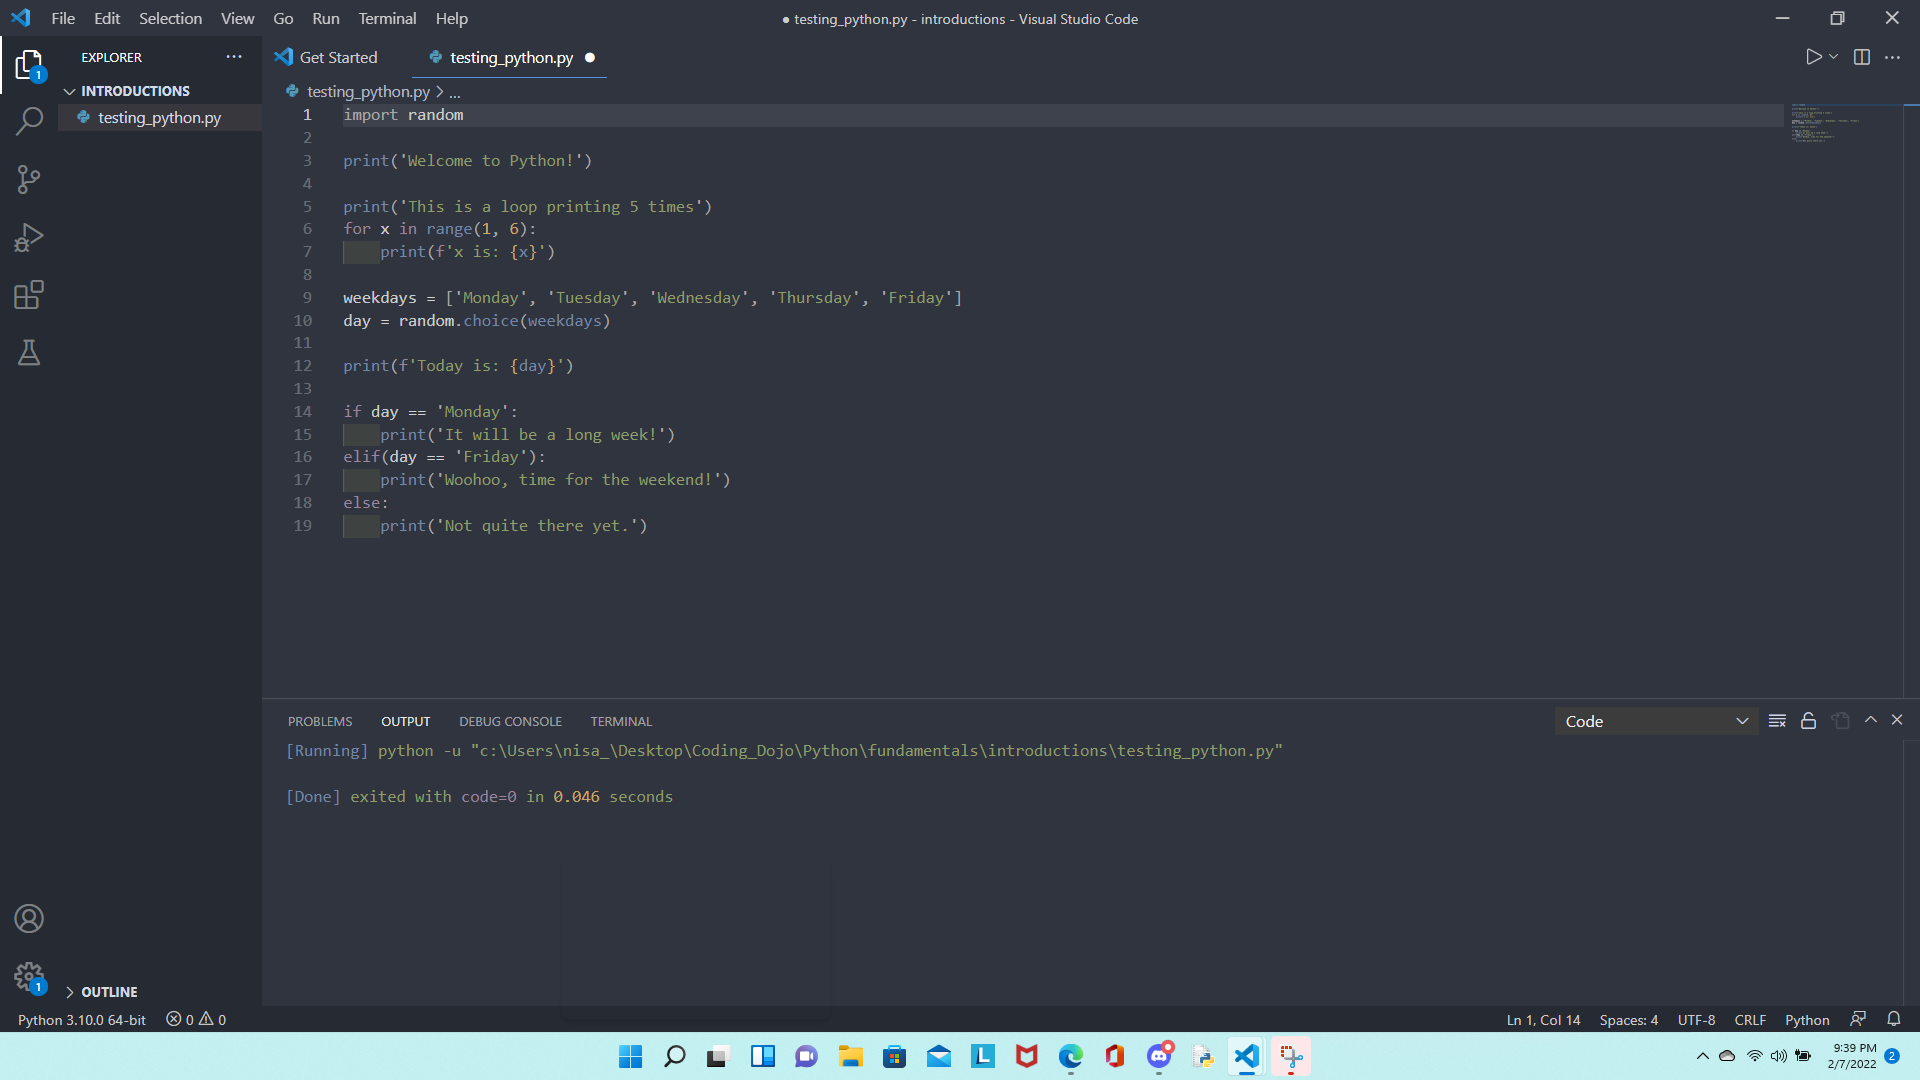 File Edit Selection View Go Run Terminal Help
● testing_python.py - introductions - Visual Studio Code
EXPLORER
Get Started
testing_python.py
INTRODUCTIONS
testing_python.py
testing_python.py > ...
1 import random
2
3 print('Welcome to Python!')
4
5 print('This is a loop printing 5 times')
6 for x in range(1, 6):
7 print(f'x is: {x}')
8
9 weekdays = ['Monday', 'Tuesday', 'Wednesday', 'Thursday', 'Friday']
10 day = random.choice(weekdays)
11
12 print(f'Today is: {day}')
13
14 if day == 'Monday':
15 print('It will be a long week!')
16 elif(day == 'Friday'):
17 print('Woohoo, time for the weekend!')
18 else:
19 print('Not quite there yet.')
PROBLEMS OUTPUT DEBUG CONSOLE TERMINAL
Code
[Running] python -u "c:\Users\nisa_\Desktop\Coding_Dojo\Python\fundamentals\introductions\testing_python.py"
[Done] exited with code=0 in 0.046 seconds
1
1
OUTLINE
Python 3.10.0 64-bit 0 0
Ln 1, Col 14 Spaces: 4 UTF-8 CRLF Python
L
9:39 PM
2/7/2022
2